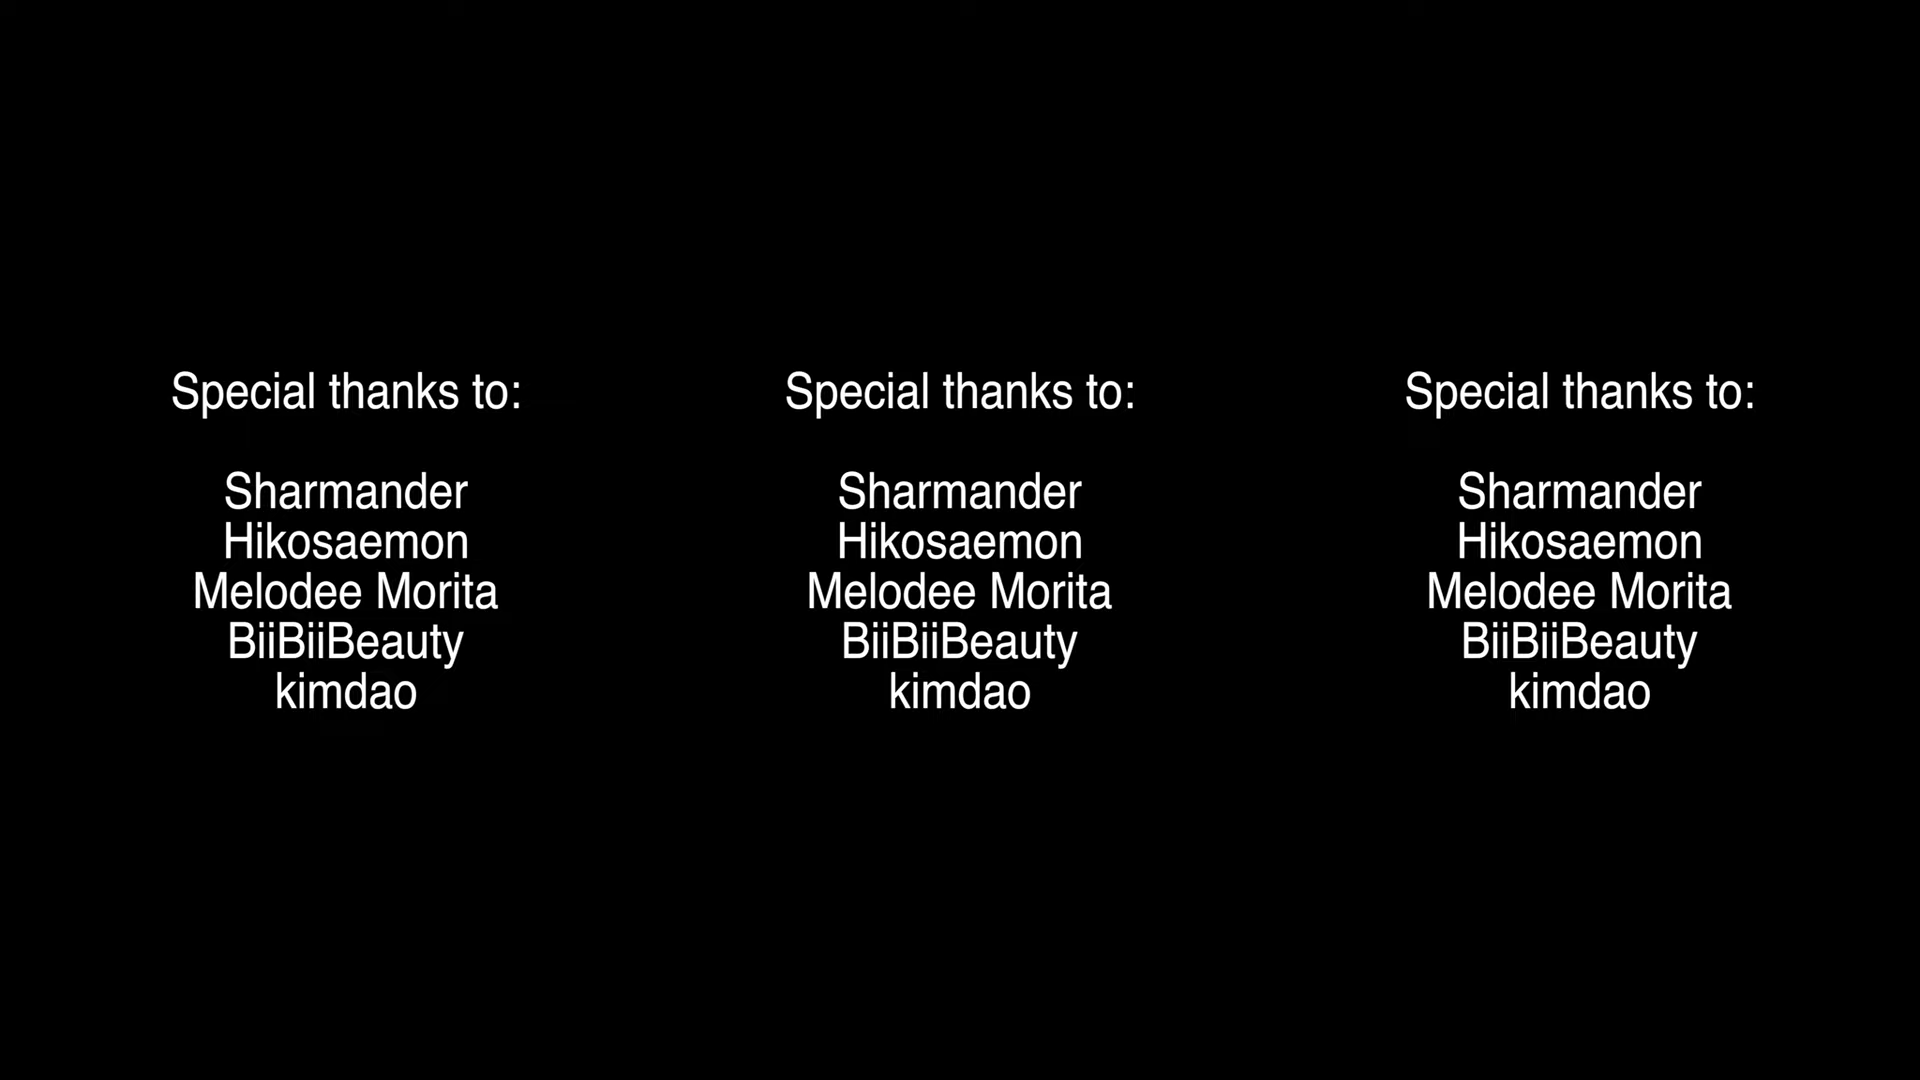 Special thanks to:
Sharmander
Hikosaemon
Melodee Morita
BiiBiiBeauty
kimdao
Special thanks to:
Sharmander
Hikosaemon
Melodee Morita
BiiBiiBeauty
kimdao
Special thanks to:
Sharmander
Hikosaemon
Melodee Morita
BiiBiiBeauty
kimdao